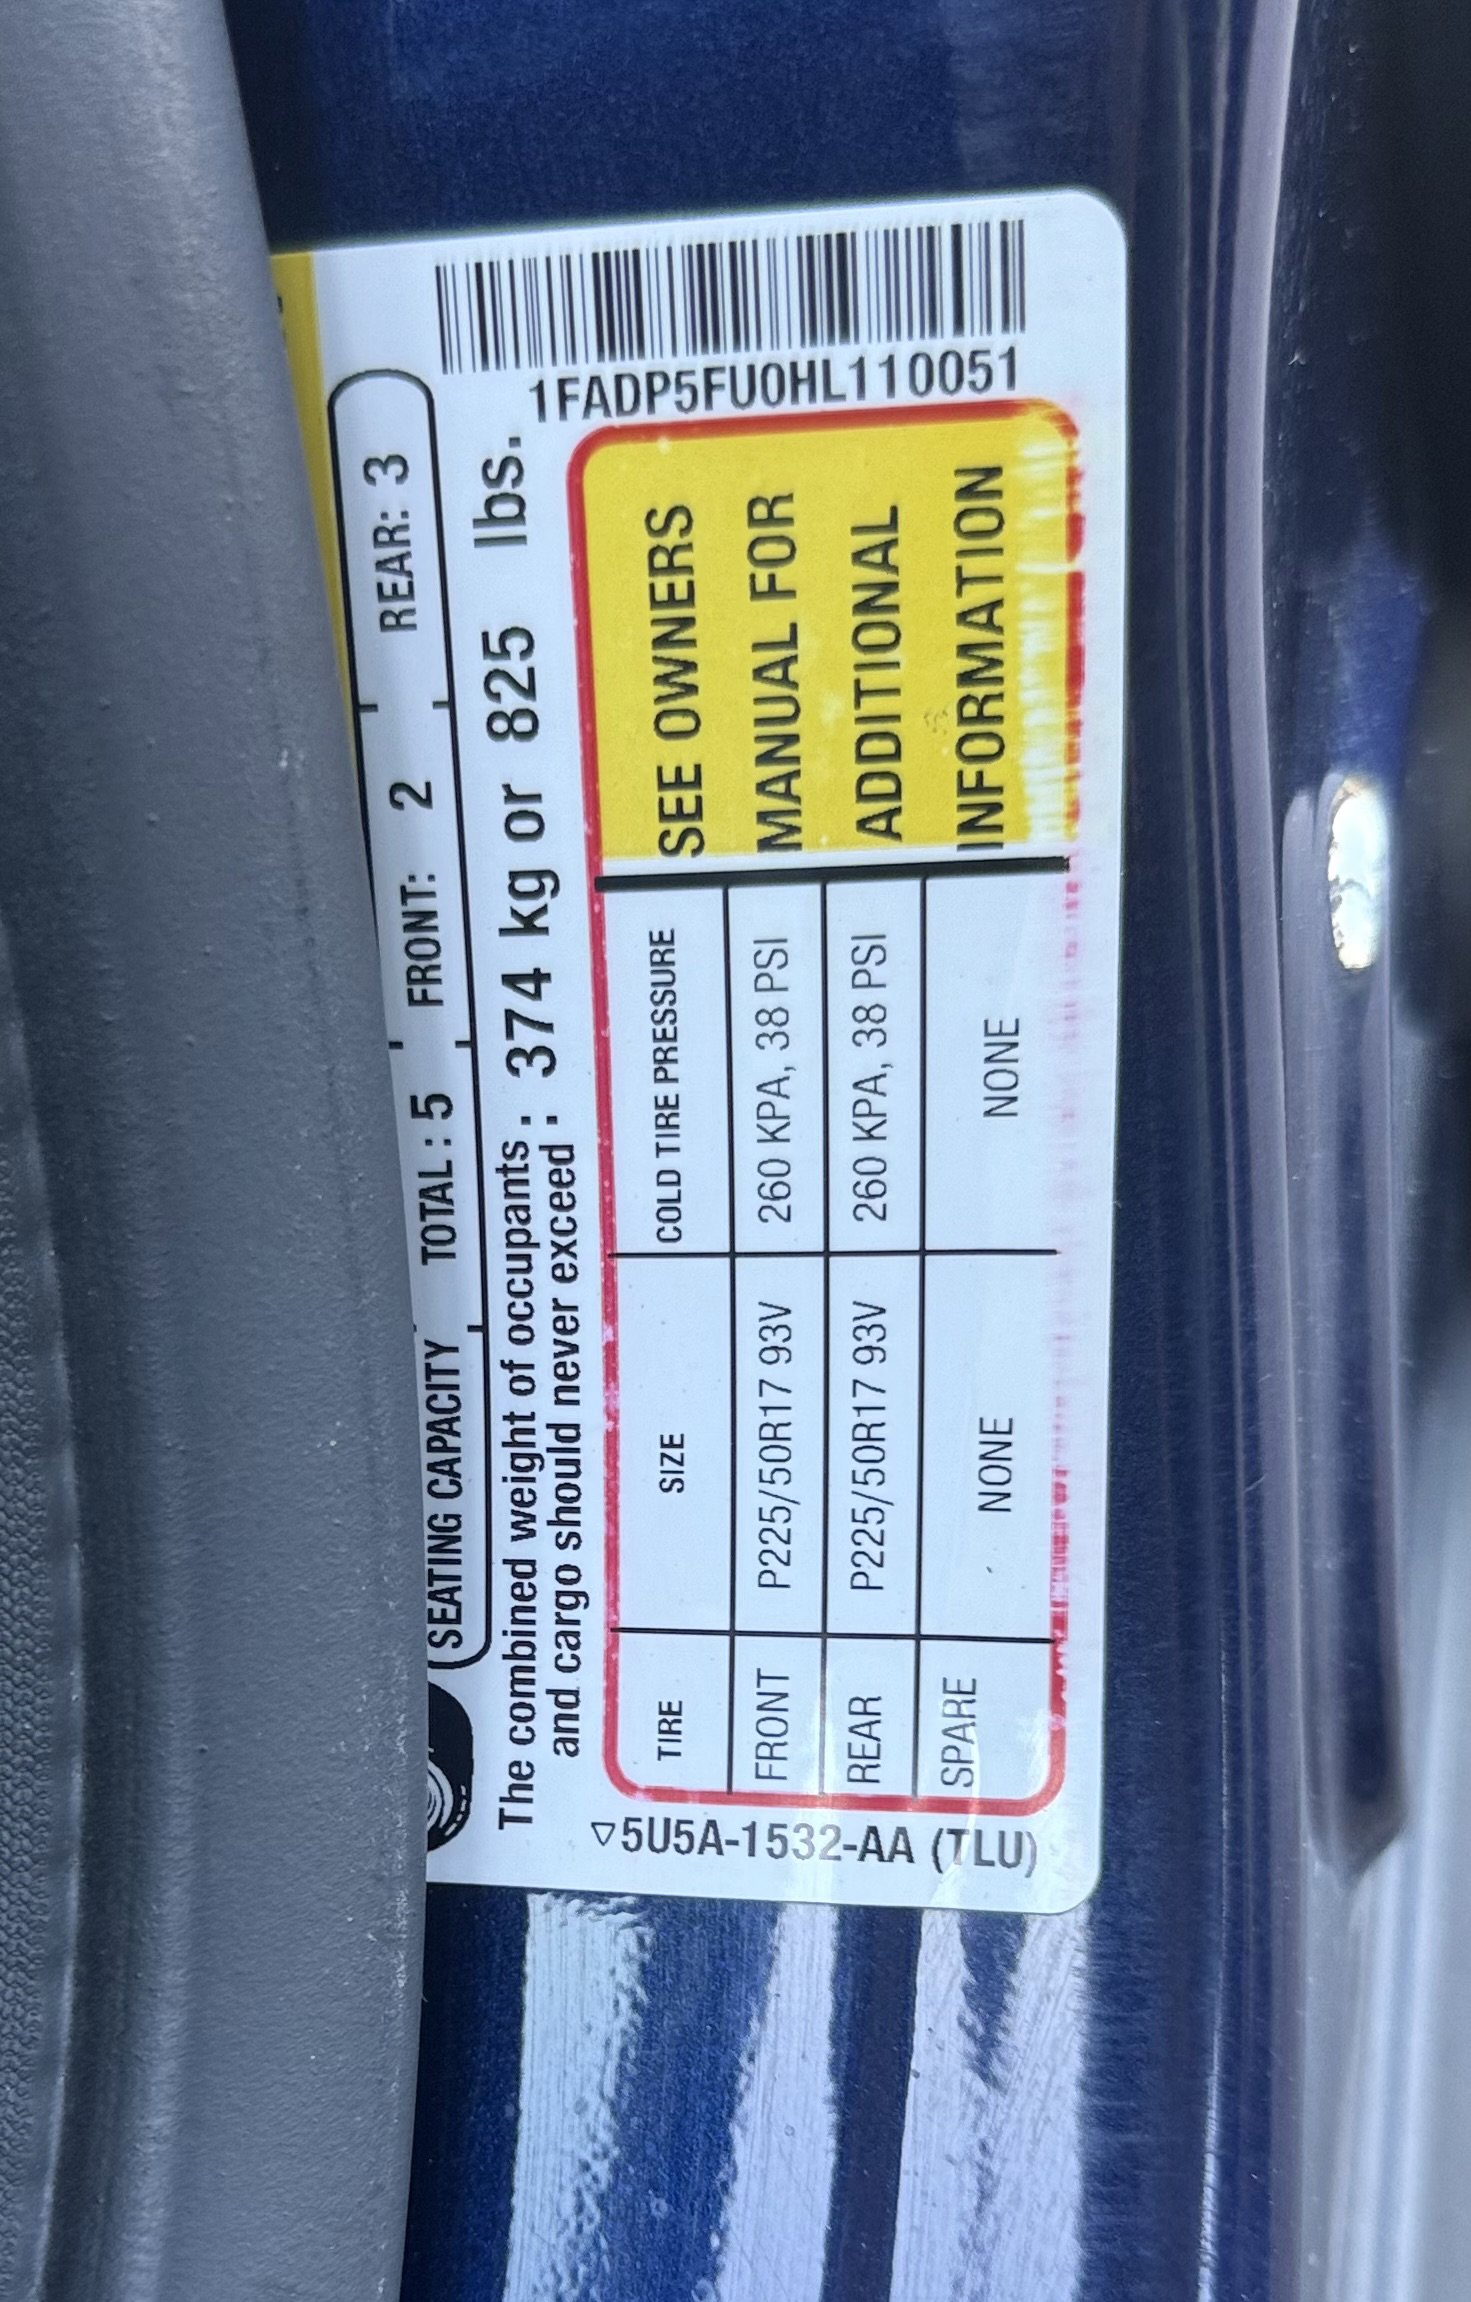 SEATING CAPACITY TOTAL : 5 FRONT: 2 REAR: 3
The combined weight of occupants : 374 kg or 825 lbs.
and cargo should never exceed
TIRE SIZE COLD TIRE PRESSURE
FRONT P225/50R17 93V 260 KPA, 38 PSI
REAR P225/50R17 93V 260 KPA, 38 PSI
SPARE NONE NONE
SEE OWNERS
MANUAL FOR
ADDITIONAL
INFORMATION
5U5A-1532-AA (TLU)
1FADP5FU0HL110051